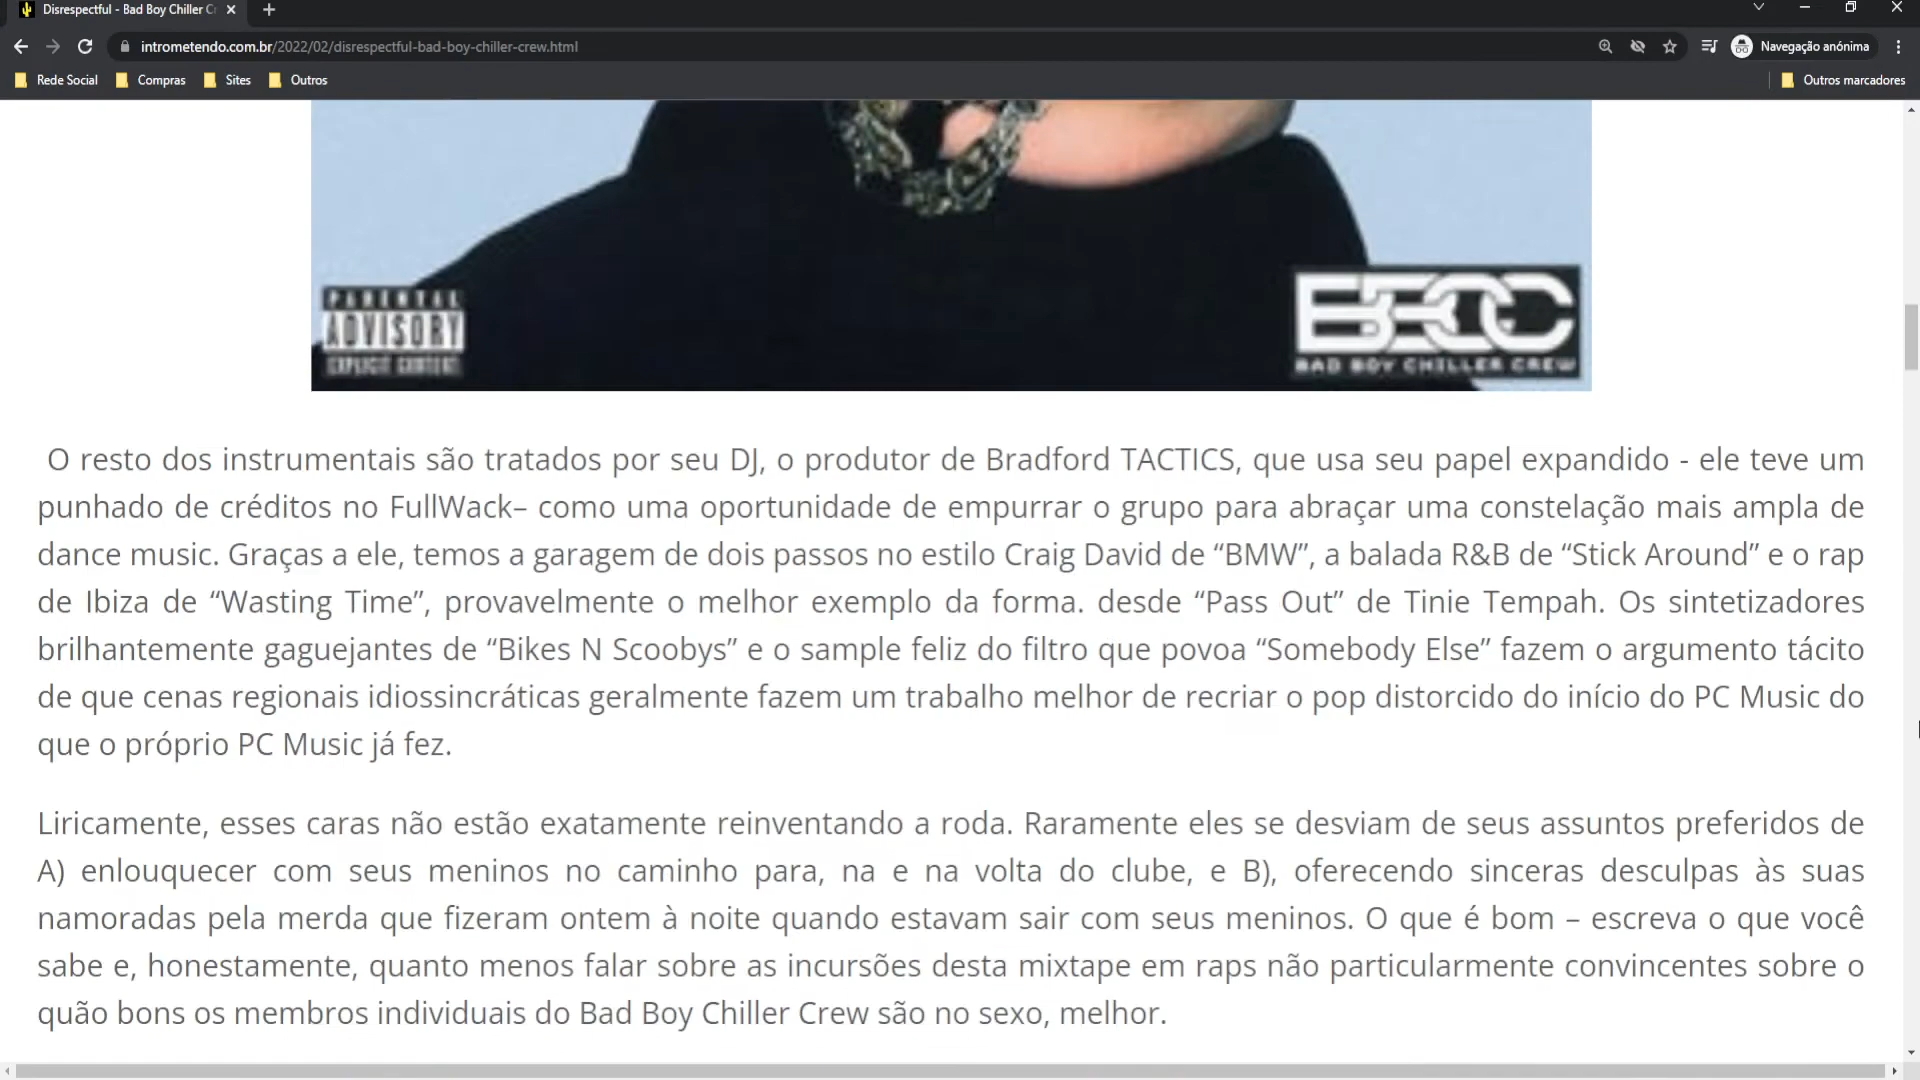 Disrespectful - Bad Boy Chiller C
intrometendo.com.br/2022/02/disrespectful-bad-boy-chiller-crew.html
Navegação anónima
Rede Social
Compras
Sites
Outros
Outros marcadores
PARENTAL
ADVISORY
EXPLICIT CONTENT
BBCC
BAD BOY CHILLER CREW
O resto dos instrumentais são tratados por seu DJ, o produtor de Bradford TACTICS, que usa seu papel expandido - ele teve um
punhado de créditos no FullWack– como uma oportunidade de empurrar o grupo para abraçar uma constelação mais ampla de
dance music. Graças a ele, temos a garagem de dois passos no estilo Craig David de “BMW”, a balada R&B de “Stick Around” e o rap
de Ibiza de “Wasting Time”, provavelmente o melhor exemplo da forma. desde “Pass Out” de Tinie Tempah. Os sintetizadores
brilhantemente gaguejantes de “Bikes N Scoobys” e o sample feliz do filtro que povoa “Somebody Else” fazem o argumento tácito
de que cenas regionais idiossincráticas geralmente fazem um trabalho melhor de recriar o pop distorcido do início do PC Music do
que o próprio PC Music já fez.
Liricamente, esses caras não estão exatamente reinventando a roda. Raramente eles se desviam de seus assuntos preferidos de
A) enlouquecer com seus meninos no caminho para, na e na volta do clube, e B), oferecendo sinceras desculpas às suas
namoradas pela merda que fizeram ontem à noite quando estavam sair com seus meninos. O que é bom – escreva o que você
sabe e, honestamente, quanto menos falar sobre as incursões desta mixtape em raps não particularmente convincentes sobre o
quão bons os membros individuais do Bad Boy Chiller Crew são no sexo, melhor.